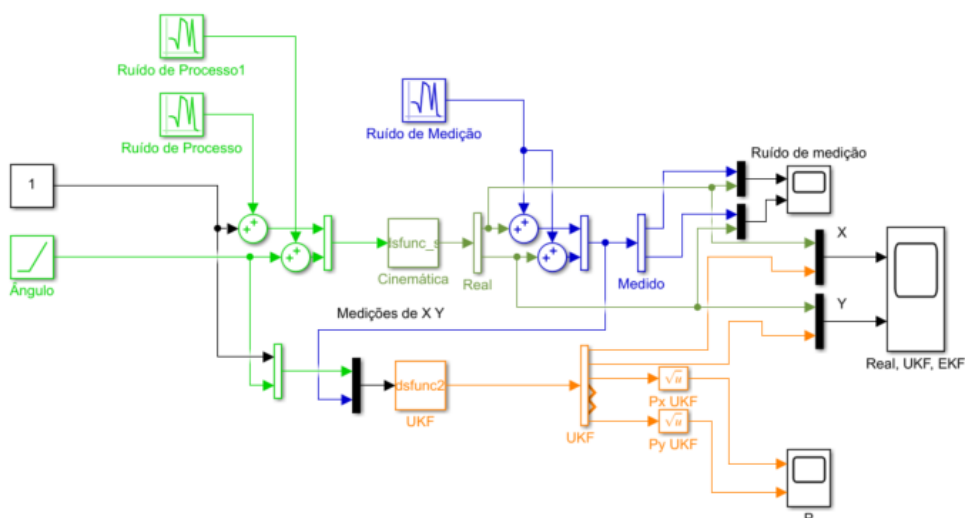 Ruído de Processo1
Ruído de Processo
Ruído de Medição
Ruído de medição
1
X
Cinemática
Real
Ângulo
Medido
Medições de X Y
Y
Real, UKF, EKF
dsfunc2
UKF
UKF
√u
Px UKF
√u
Py UKF